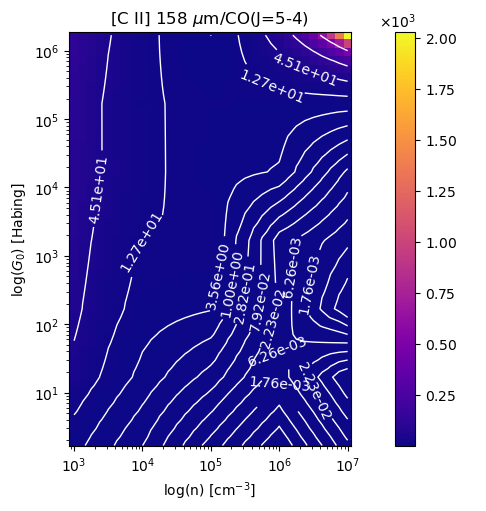 [C II] 158 μm/CO(J=5-4)
×10³
log(G₀) [Habing]
10⁶
10⁵
10⁴
10³
10²
10¹
4.51e+01
1.27e+01
4.51e+01
1.27e+01
3.56e+00
1.00e+00
2.82e-01
7.92e-02
2.23e-02
6.26e-03
1.76e-03
6.26e-03
1.76e-03
2.23e-02
10³
10⁴
10⁵
10⁶
10⁷
log(n) [cm⁻³]
2.00
1.75
1.50
1.25
1.00
0.75
0.50
0.25